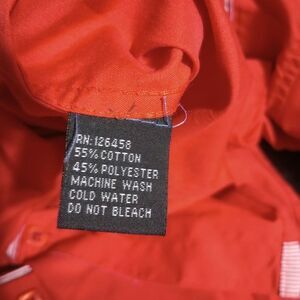 RN: 126458
55% COTTON
45% POLYESTER
MACHINE WASH
COLD WATER
DO NOT BLEACH